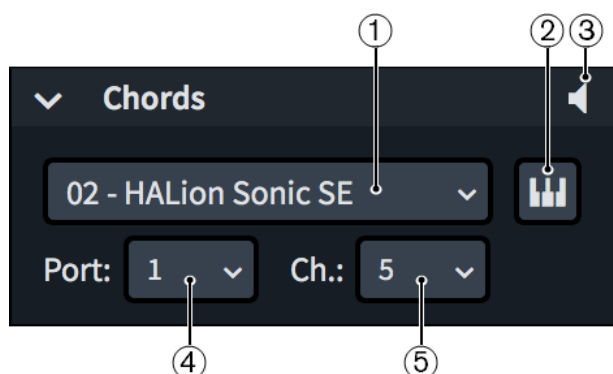 ① ② ③
Chords
02 - HALion Sonic SE
Port: 1 Ch.: 5
④ ⑤